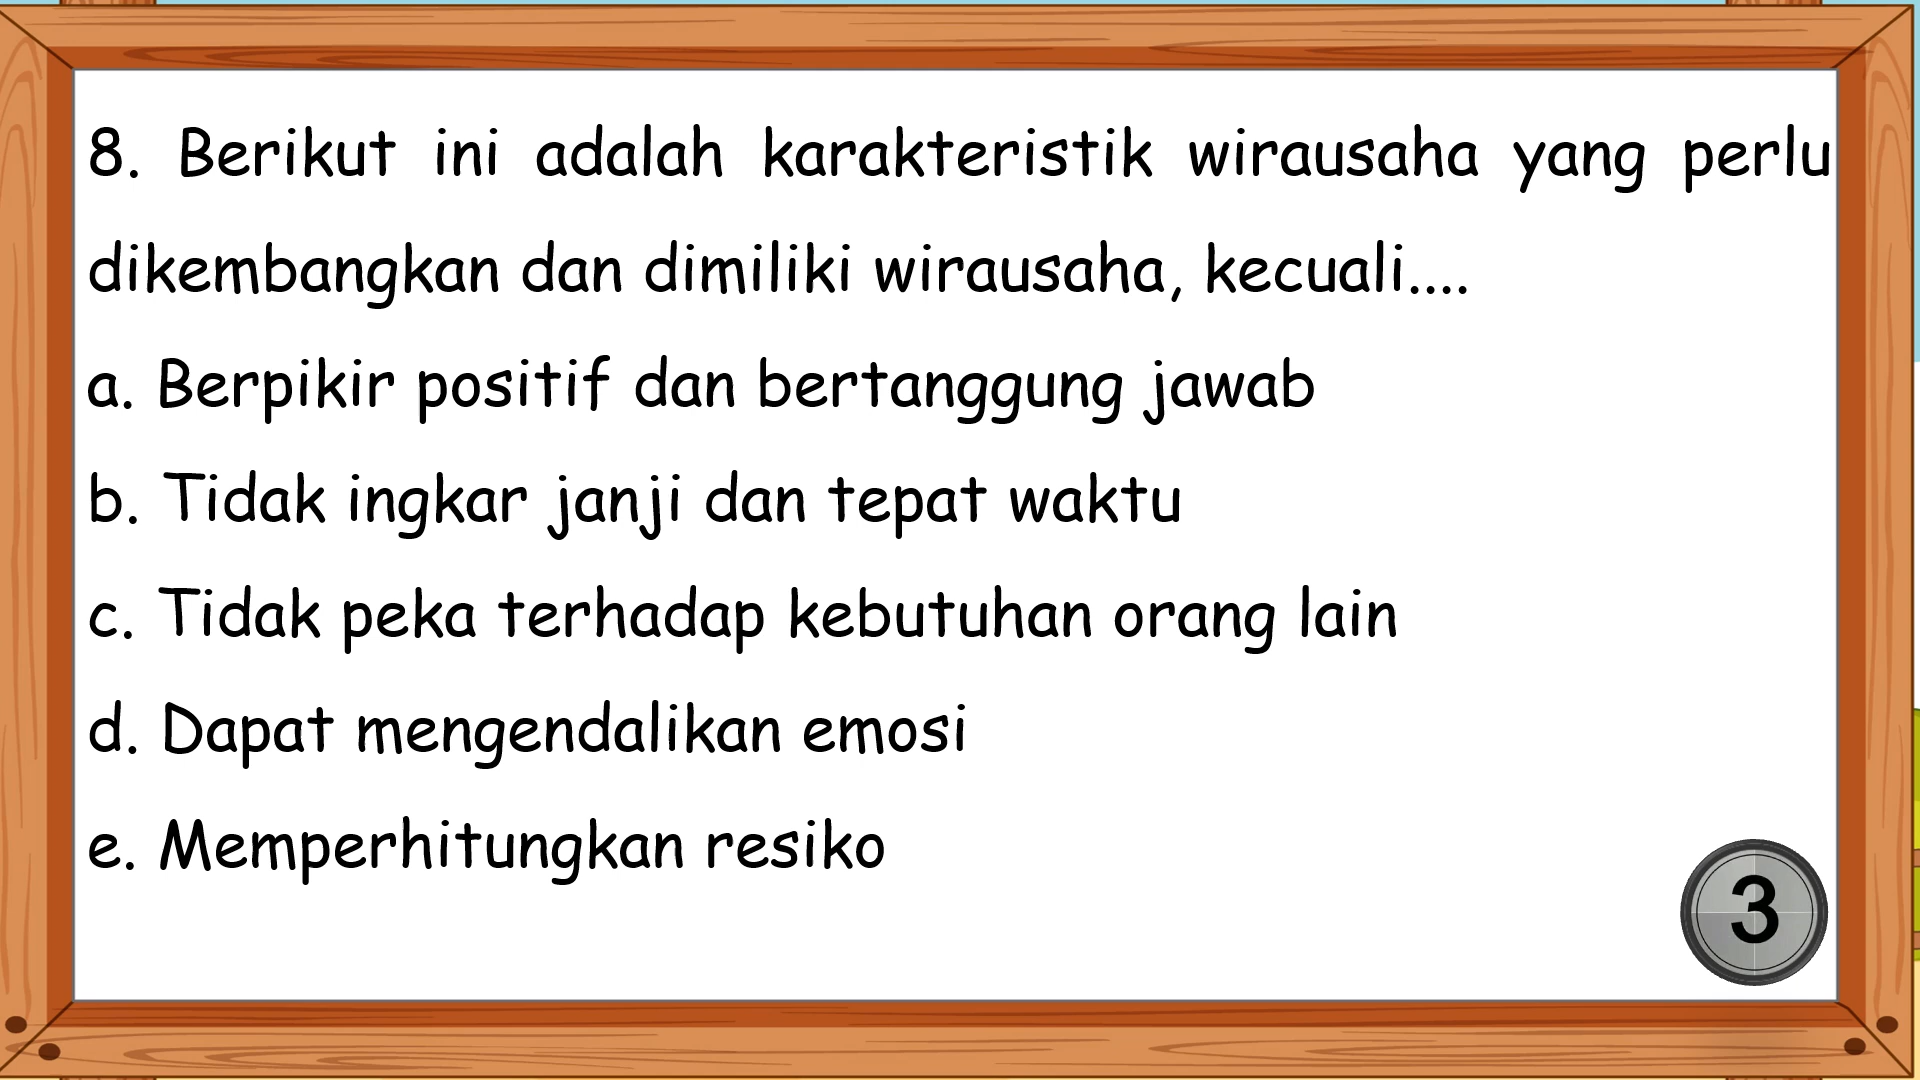 8. Berikut ini adalah karakteristik wirausaha yang perlu
dikembangkan dan dimiliki wirausaha, kecuali....
a. Berpikir positif dan bertanggung jawab
b. Tidak ingkar janji dan tepat waktu
c. Tidak peka terhadap kebutuhan orang lain
d. Dapat mengendalikan emosi
e. Memperhitungkan resiko
3